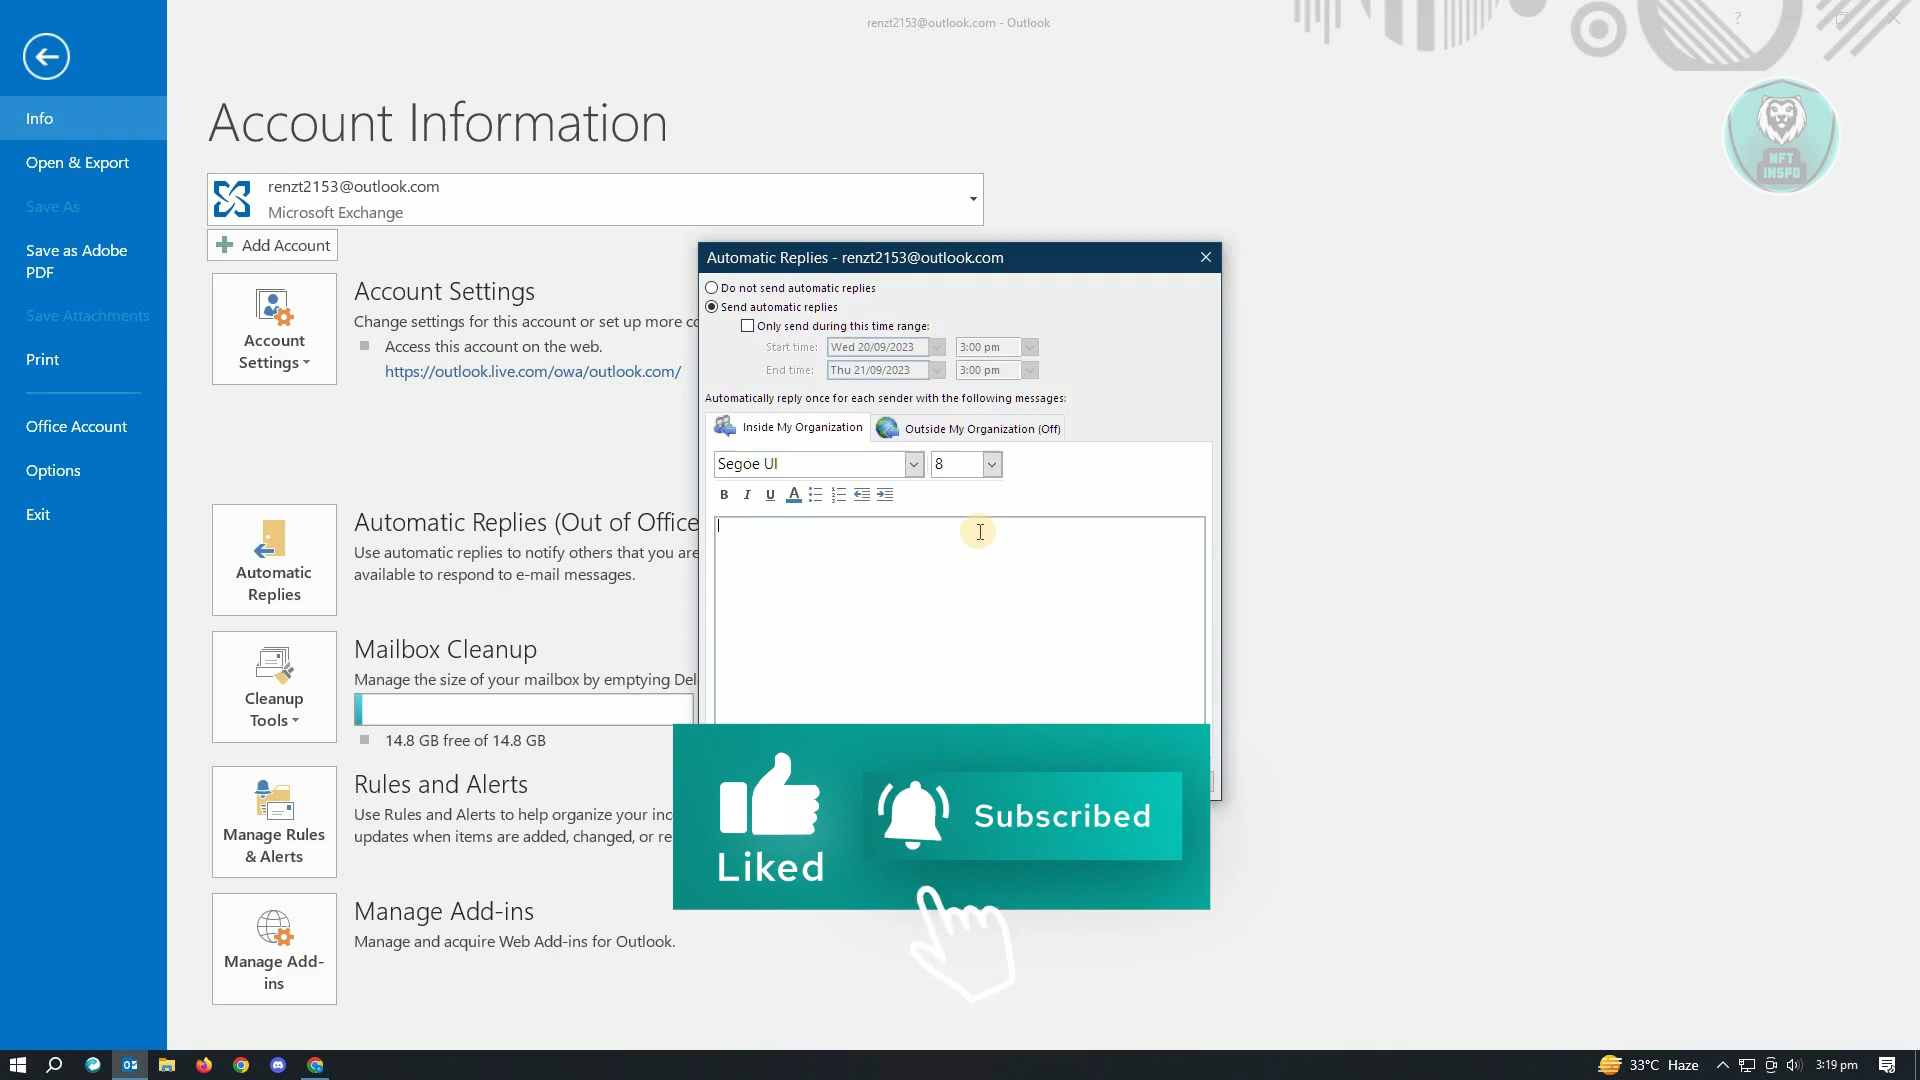 renzt2153@outlook.com - Outlook
?
Info
Open & Export
Save As
Save as Adobe
PDF
Save Attachments
Print
Office Account
Options
Exit
Account Information
NFT
INSPO
renzt2153@outlook.com
Microsoft Exchange
Add Account
Account
Settings
Account Settings
Change settings for this account or set up more co
Access this account on the web.
https://outlook.live.com/owa/outlook.com/
Automatic
Replies
Automatic Replies (Out of Office
Use automatic replies to notify others that you are
available to respond to e-mail messages.
Cleanup
Tools
Mailbox Cleanup
Manage the size of your mailbox by emptying Del
14.8 GB free of 14.8 GB
Manage Rules
& Alerts
Rules and Alerts
Use Rules and Alerts to help organize your inc
updates when items are added, changed, or re
Manage Add-
ins
Manage Add-ins
Manage and acquire Web Add-ins for Outlook.
Automatic Replies - renzt2153@outlook.com
Do not send automatic replies
Send automatic replies
Only send during this time range:
Start time: Wed 20/09/2023 3:00 pm
End time: Thu 21/09/2023 3:00 pm
Automatically reply once for each sender with the following messages:
Inside My Organization
Outside My Organization (Off)
Segoe UI
8
B I U A
Liked
Subscribed
33°C Haze
3:19 pm